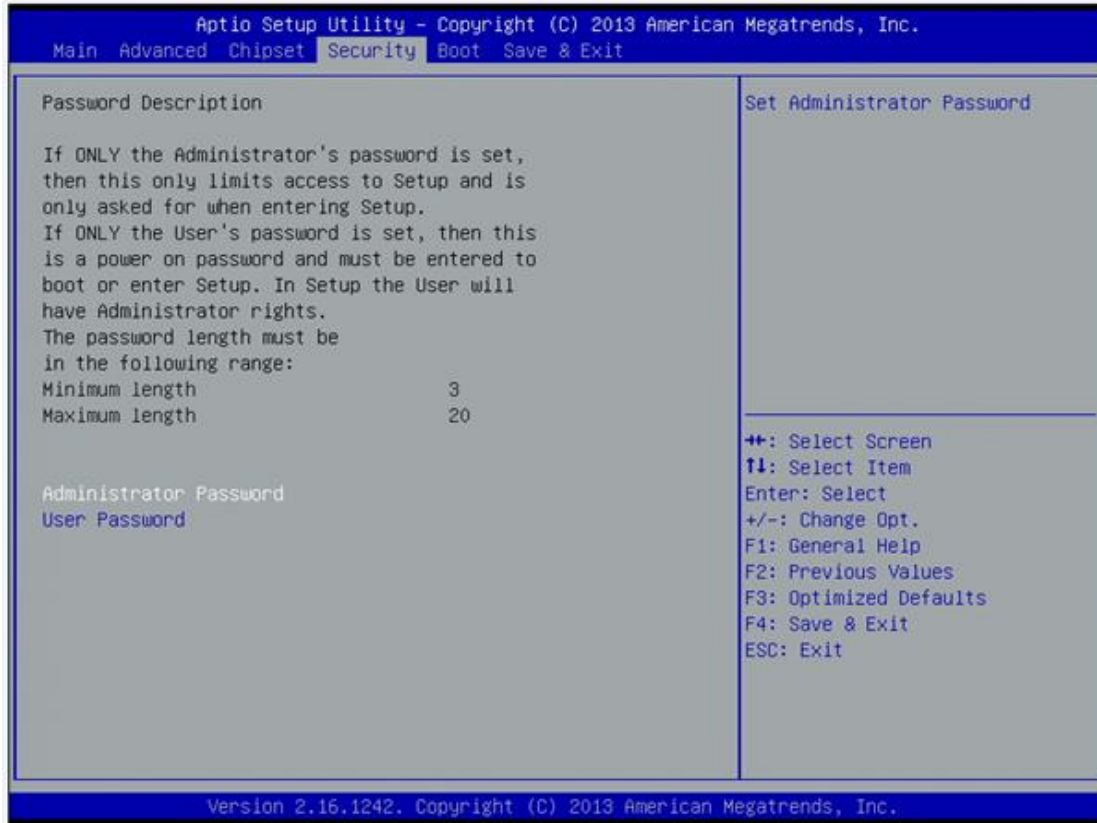 Aptio Setup Utility – Copyright (C) 2013 American Megatrends, Inc.
Main Advanced Chipset Security Boot Save & Exit
Password Description
If ONLY the Administrator's password is set,
then this only limits access to Setup and is
only asked for when entering Setup.
If ONLY the User's password is set, then this
is a power on password and must be entered to
boot or enter Setup. In Setup the User will
have Administrator rights.
The password length must be
in the following range:
Minimum length 3
Maximum length 20
Administrator Password
User Password
Set Administrator Password
→←: Select Screen
↑↓: Select Item
Enter: Select
+/-: Change Opt.
F1: General Help
F2: Previous Values
F3: Optimized Defaults
F4: Save & Exit
ESC: Exit
Version 2.16.1242. Copyright (C) 2013 American Megatrends, Inc.